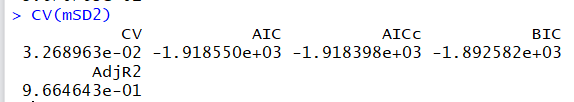 > CV(mSD2)
CV AIC AICc BIC
3.268963e-02 -1.918550e+03 -1.918398e+03 -1.892582e+03
AdjR2
9.664643e-01